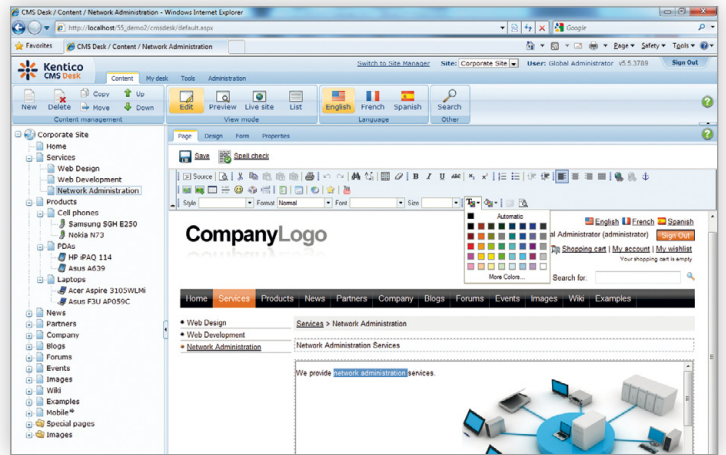 CMS Desk / Content / Network Administration - Windows Internet Explorer
http://localhost/55_demo2/cmsdesk/default.aspx
Google
Favorites CMS Desk / Content / Network Administration
Page Safety Tools
Kentico CMS Desk
Switch to Site Manager Site: Corporate Site User: Global Administrator v5.5.3789 Sign Out
Content My desk Tools Administration
New Delete Copy Move Up Down
Content management
Edit Preview Live site List
View mode
English French Spanish
Language
Search
Other
Corporate Site
Home
Services
Web Design
Web Development
Network Administration
Products
Cell phones
Samsung SGH E250
Nokia N73
PDAs
HP iPAQ 114
Asus A639
Laptops
Acer Aspire 3105WLMi
Asus F3U AP059C
News
Partners
Company
Blogs
Forums
Events
Images
Wiki
Examples
Mobile
Special pages
Images
Page Design Form Properties
Save Spell check
Source
Style Format Normal Font Size
Automatic
More Colors...
CompanyLogo
English French Spanish
al Administrator (administrator) Sign Out
Shopping cart | My account | My wishlist
Your shopping cart is empty
Search for:
Home Services Products News Partners Company Blogs Forums Events Images Wiki Examples
Web Design
Web Development
Network Administration
Services > Network Administration
Network Administration Services
We provide network administration services.